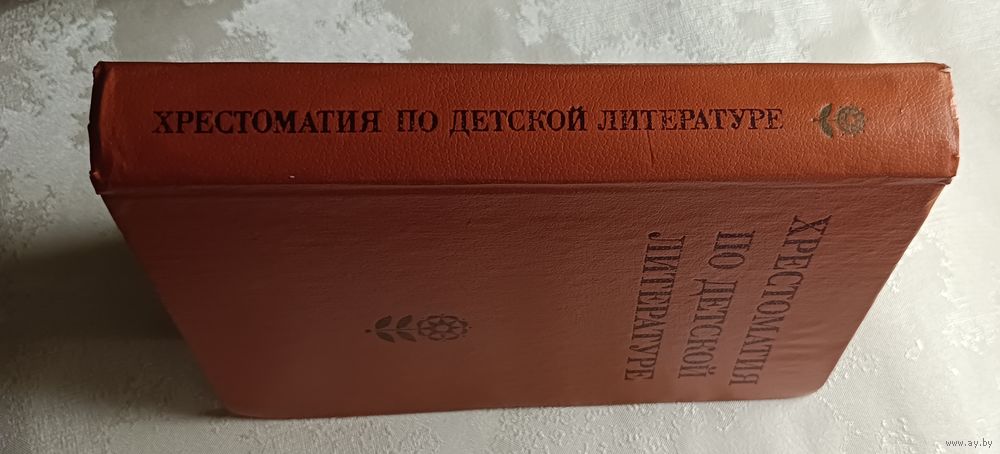 ХРЕСТОМАТИЯ ПО ДЕТСКОЙ ЛИТЕРАТУРЕ
ХРЕСТОМАТИЯ
ПО ДЕТСКОЙ
ЛИТЕРАТУРЕ
www.ay.by